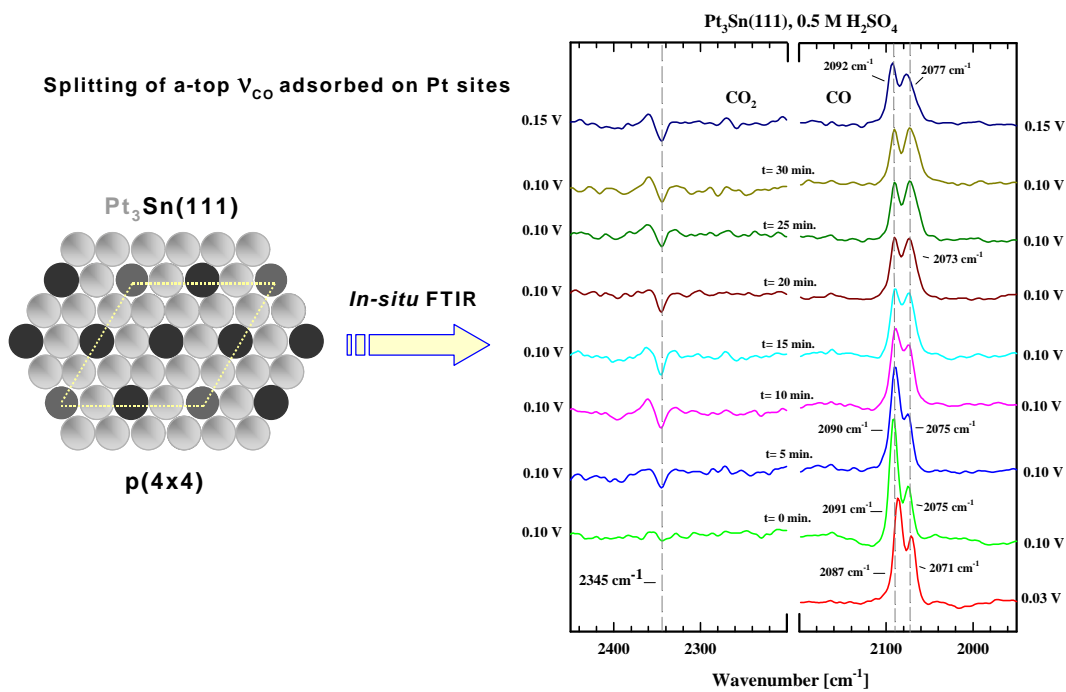 Pt₃Sn(111), 0.5 M H₂SO₄
Splitting of a-top νCO adsorbed on Pt sites
Pt₃Sn(111)
p(4x4)
In-situ FTIR
CO₂
CO
2092 cm⁻¹
2077 cm⁻¹
0.15 V
0.15 V
t= 30 min.
0.10 V
0.10 V
t= 25 min.
0.10 V
0.10 V
2073 cm⁻¹
t= 20 min.
0.10 V
0.10 V
t= 15 min.
0.10 V
0.10 V
t= 10 min.
0.10 V
0.10 V
2090 cm⁻¹
2075 cm⁻¹
t= 5 min.
0.10 V
0.10 V
2091 cm⁻¹
2075 cm⁻¹
t= 0 min.
0.10 V
0.10 V
2345 cm⁻¹
2087 cm⁻¹
2071 cm⁻¹
0.03 V
2400
2300
2100
2000
Wavenumber [cm⁻¹]